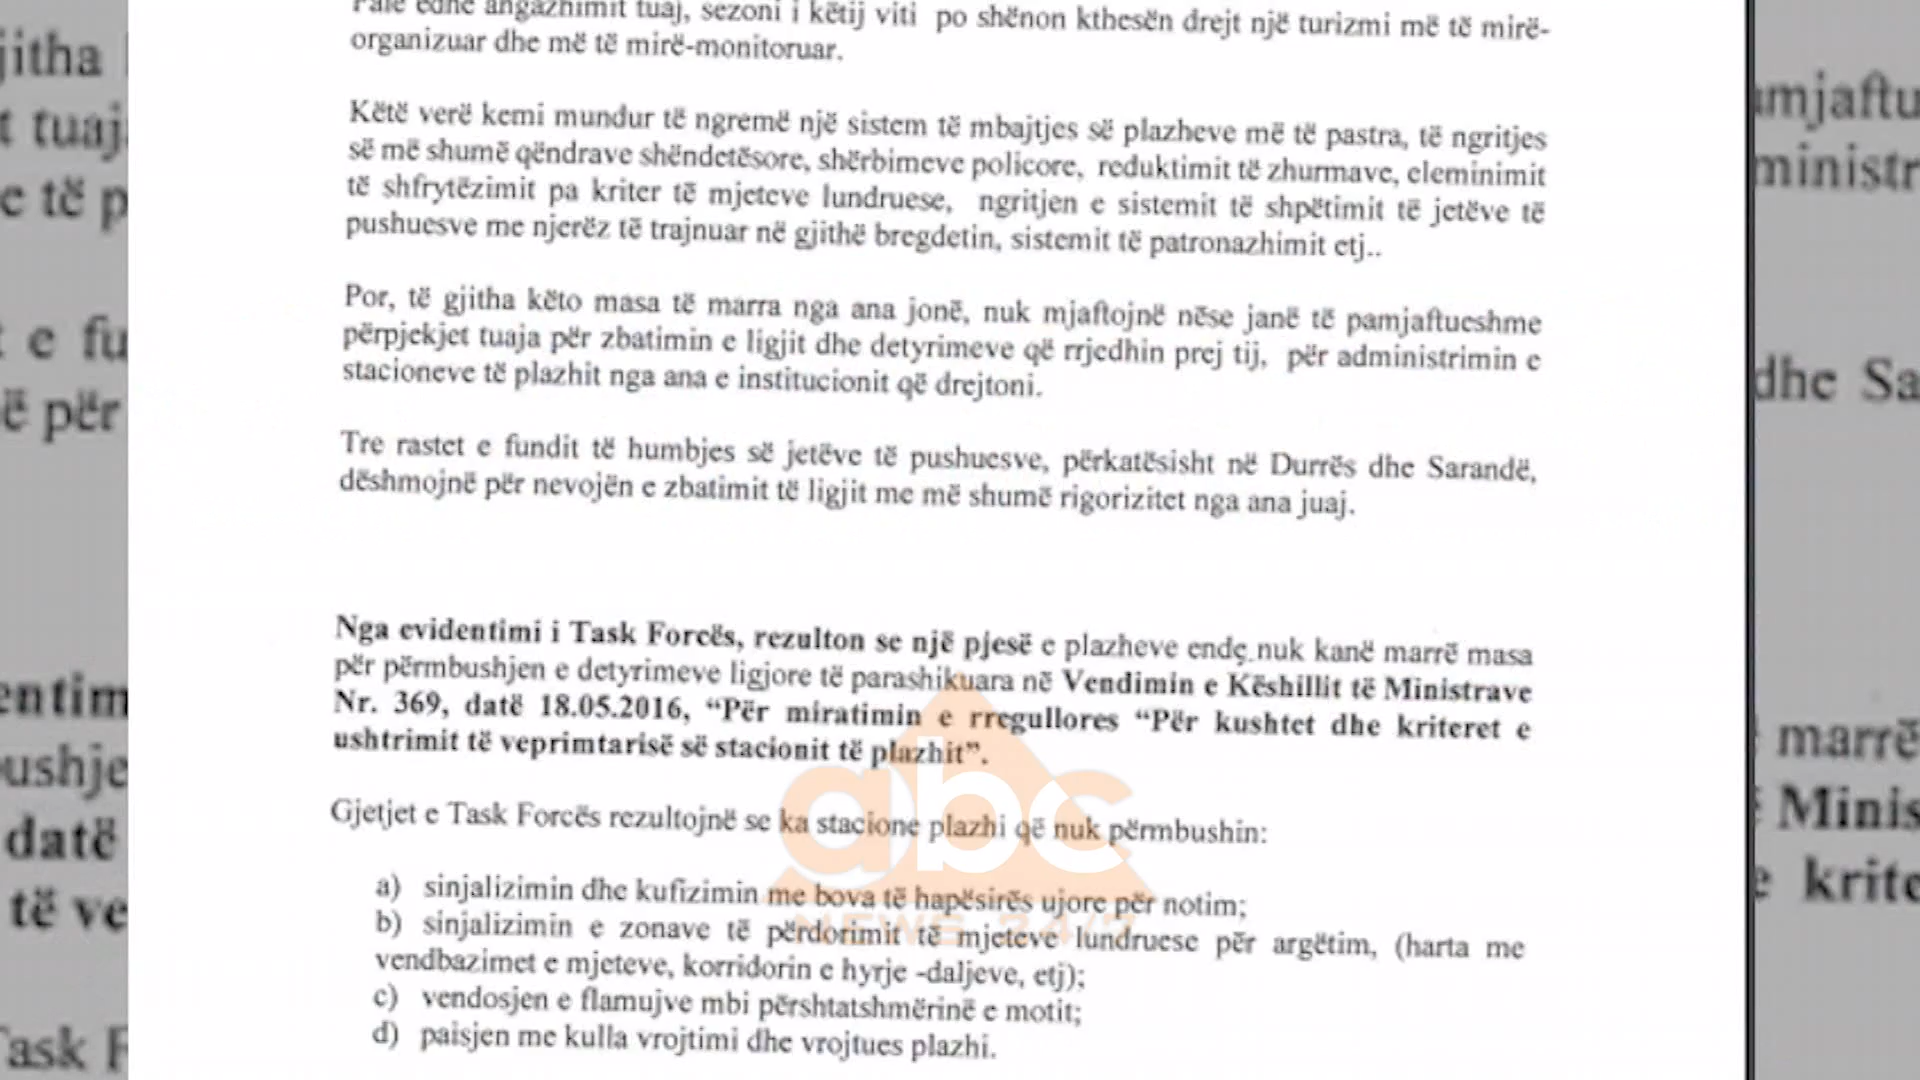 Falë edhe angazhimit tuaj, sezoni i këtij viti po shënon kthesën drejt një turizmi më të mirë-
organizuar dhe më të mirë-monitoruar.
Këtë verë kemi mundur të ngremë një sistem të mbajtjes së plazheve më të pastra, të ngritjes
së më shumë qëndrave shëndetësore, shërbimeve policore, reduktimit të zhurmave, eleminimit
të shfrytëzimit pa kriter të mjeteve lundruese, ngritjen e sistemit të shpëtimit të jetëve të
pushuesve me njerëz të trajnuar në gjithë bregdetin, sistemit të patronazhimit etj..
Por, të gjitha këto masa të marra nga ana jonë, nuk mjaftojnë nëse janë të pamjaftueshme
përpjekjet tuaja për zbatimin e ligjit dhe detyrimeve që rrjedhin prej tij, për administrimin e
stacioneve të plazhit nga ana e institucionit që drejtoni.
Tre rastet e fundit të humbjes së jetëve të pushuesve, përkatësisht në Durrës dhe Sarandë,
dëshmojnë për nevojën e zbatimit të ligjit me më shumë rigorizitet nga ana juaj.
Nga evidentimi i Task Forcës, rezulton se një pjesë e plazheve ende nuk kanë marrë masa
për përmbushjen e detyrimeve ligjore të parashikuara në Vendimin e Këshillit të Ministrave
Nr. 369, datë 18.05.2016, “Për miratimin e rregullores “Për kushtet dhe kriteret e
ushtrimit të veprimtarisë së stacionit të plazhit”.
Gjetjet e Task Forcës rezultojnë se ka stacione plazhi që nuk përmbushin:
a) sinjalizimin dhe kufizimin me bova të hapësirës ujore për notim;
b) sinjalizimin e zonave të përdorimit të mjeteve lundruese për argëtim, (harta me
vendbazimet e mjeteve, korridorin e hyrje -daljeve, etj);
c) vendosjen e flamujve mbi përshtatshmërinë e motit;
d) paisjen me kulla vrojtimi dhe vrojtues plazhi.
abc
NEWS 24/7